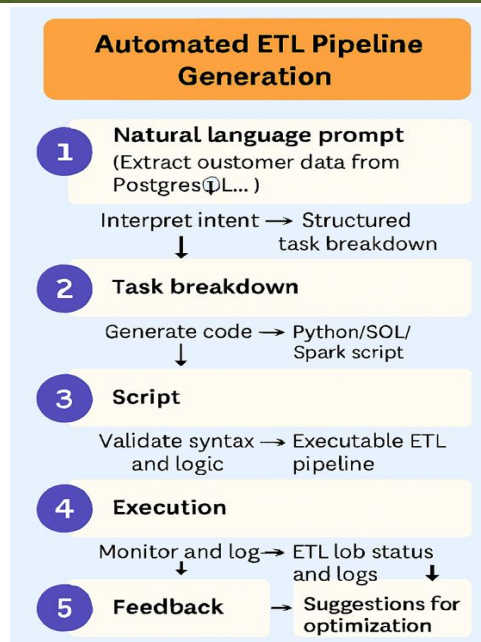 Automated ETL Pipeline
Generation
1 Natural language prompt
(Extract oustomer data from
PostgresQL... )
Interpret intent → Structured
task breakdown
↓
2 Task breakdown
Generate code → Python/SOL/
Spark script
↓
3 Script
Validate syntax → Executable ETL
and logic pipeline
4 Execution
Monitor and log → ETL lob status
and logs
↓ ↓
5 Feedback → Suggestions for
optimization